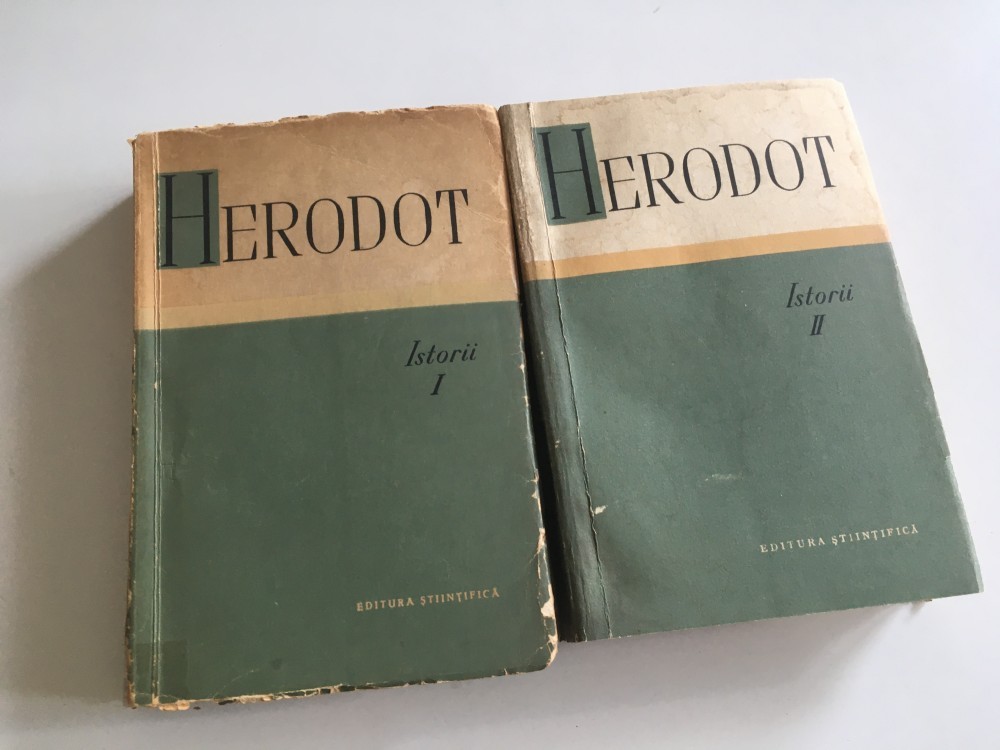 HERODOT
Istorii
I
EDITURA ŞTIINŢIFICĂ
HERODOT
Istorii
II
EDITURA ŞTIINŢIFICĂ